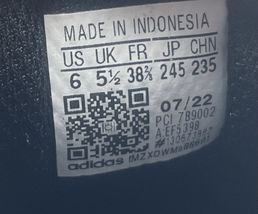 MADE IN INDONESIA
US UK FR JP CHN
6 5½ 38⅔ 245 235
07/22
PCI 789002
adidas